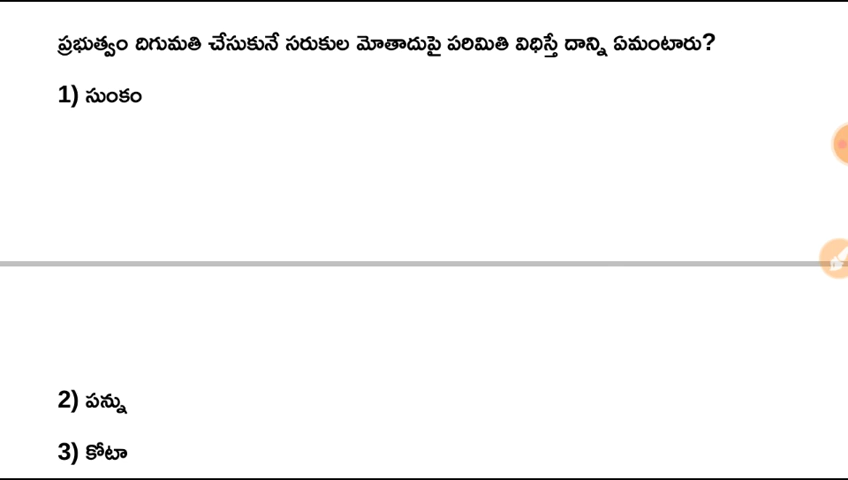 ప్రభుత్వం దిగుమతి చేసుకునే సరుకుల మోతాదుపై పరిమితి విధిస్తే దాన్ని ఏమంటారు?
1) సుంకం
2) పన్ను
3) కోటా